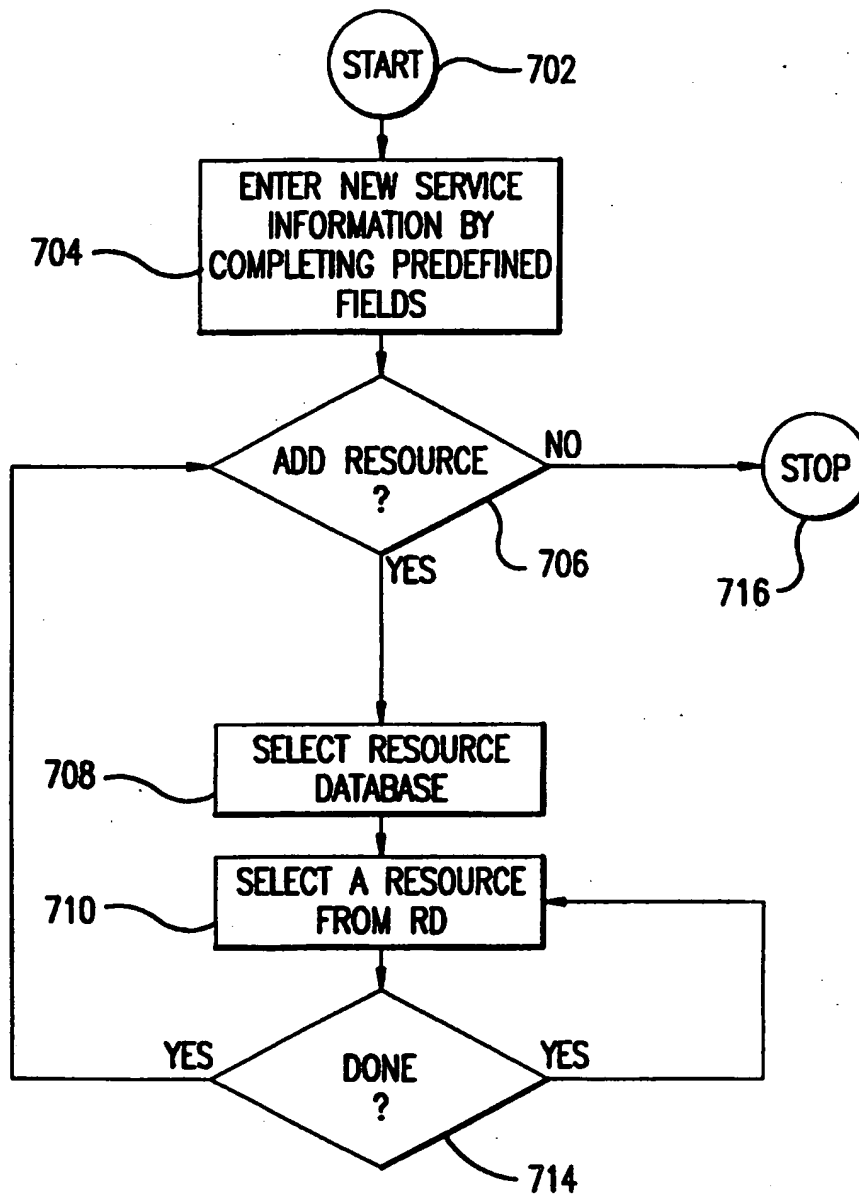 START
702
ENTER NEW SERVICE
INFORMATION BY
COMPLETING PREDEFINED
FIELDS
704
ADD RESOURCE
?
NO
STOP
YES
706
716
SELECT RESOURCE
DATABASE
708
SELECT A RESOURCE
FROM RD
710
YES
DONE
?
YES
714